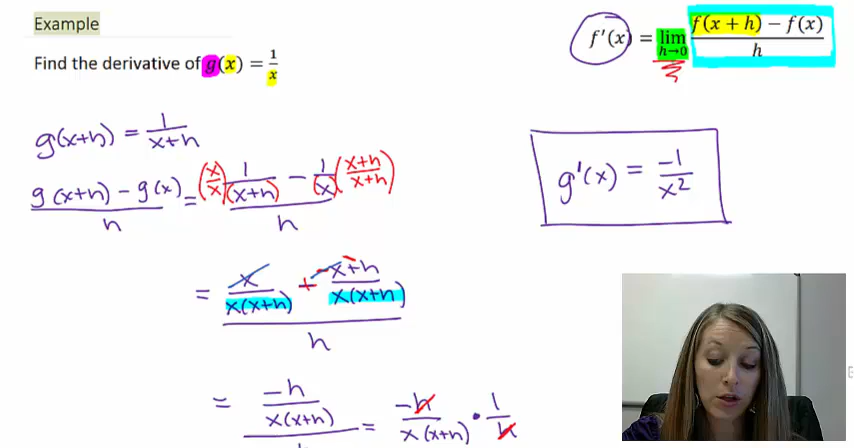 Example
f'(x) = lim h→0 f(x + h) − f(x) / h
Find the derivative of g(x) = 1/x
g(x+h) = 1/(x+h)
g(x+h) − g(x) / h = (x/x) 1/(x+h) − 1/(x) (x+h/x+h) / h
g'(x) = -1/x²
= x/x(x+h) + -x+h/x(x+h) / h
= -h/x(x+h) / h = -h/x(x+h) • 1/h